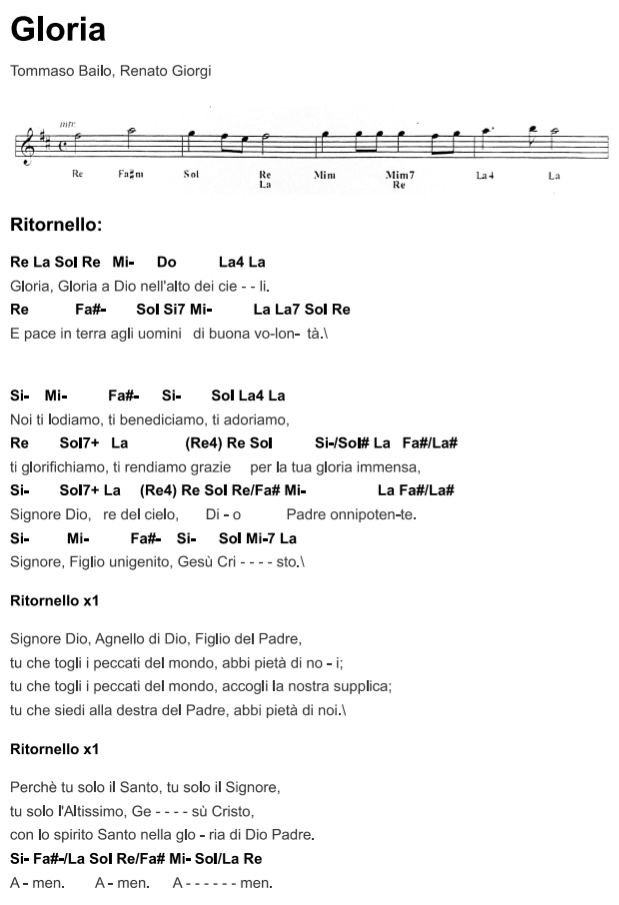 Gloria
Tommaso Bailo, Renato Giorgi
intr
Re Fa#m Sol Re Mim Mim7 La4 La
La Re
Ritornello:
Re La Sol Re Mi- Do La4 La
Gloria, Gloria a Dio nell'alto dei cie - - li.
Re Fa#- Sol Si7 Mi- La La7 Sol Re
E pace in terra agli uomini di buona vo-lon- tà.\
Si- Mi- Fa#- Si- Sol La4 La
Noi ti lodiamo, ti benediciamo, ti adoriamo,
Re Sol7+ La (Re4) Re Sol Si-/Sol# La Fa#/La#
ti glorifichiamo, ti rendiamo grazie per la tua gloria immensa,
Si- Sol7+ La (Re4) Re Sol Re/Fa# Mi- La Fa#/La#
Signore Dio, re del cielo, Di - o Padre onnipoten-te.
Si- Mi- Fa#- Si- Sol Mi-7 La
Signore, Figlio unigenito, Gesù Cri - - - - sto.\
Ritornello x1
Signore Dio, Agnello di Dio, Figlio del Padre,
tu che togli i peccati del mondo, abbi pietà di no - i;
tu che togli i peccati del mondo, accogli la nostra supplica;
tu che siedi alla destra del Padre, abbi pietà di noi.\
Ritornello x1
Perchè tu solo il Santo, tu solo il Signore,
tu solo l'Altissimo, Ge - - - - sù Cristo,
con lo spirito Santo nella glo - ria di Dio Padre.
Si- Fa#-/La Sol Re/Fa# Mi- Sol/La Re
A - men. A - men. A - - - - - - men.